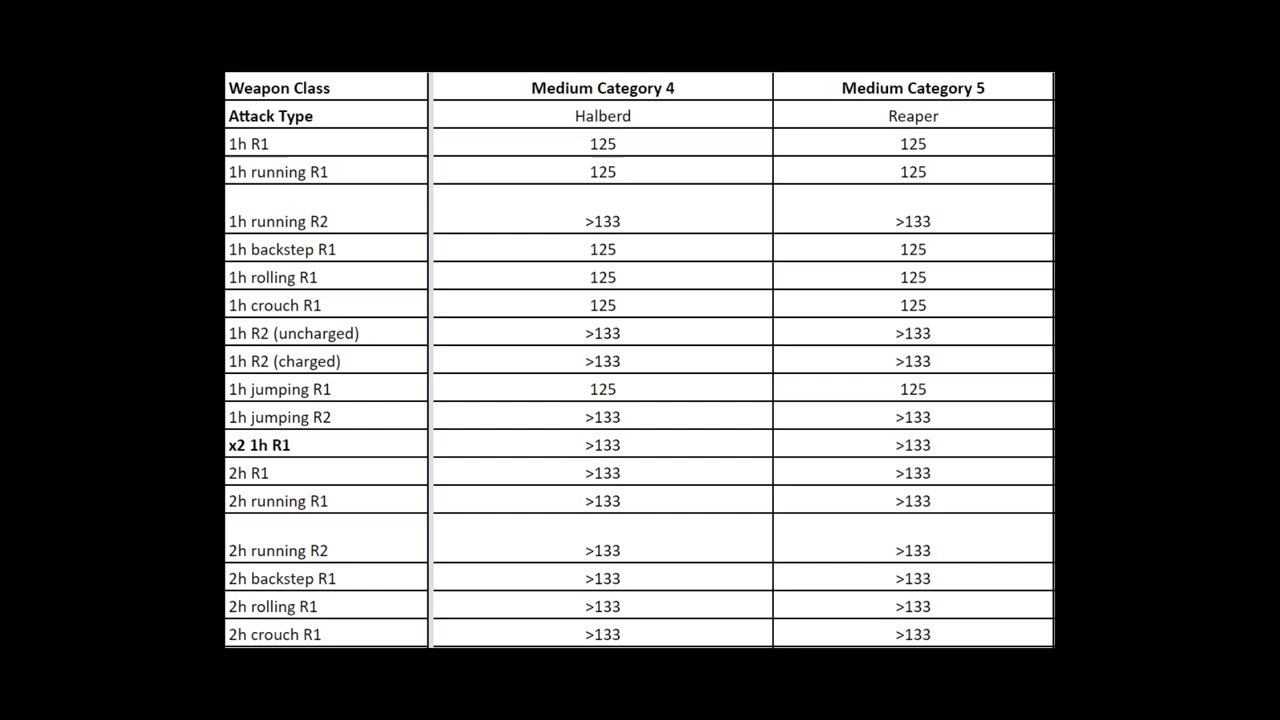 Weapon Class Medium Category 4 Medium Category 5
Attack Type Halberd Reaper
1h R1 125 125
1h running R1 125 125
1h running R2 >133 >133
1h backstep R1 125 125
1h rolling R1 125 125
1h crouch R1 125 125
1h R2 (uncharged) >133 >133
1h R2 (charged) >133 >133
1h jumping R1 125 125
1h jumping R2 >133 >133
x2 1h R1 >133 >133
2h R1 >133 >133
2h running R1 >133 >133
2h running R2 >133 >133
2h backstep R1 >133 >133
2h rolling R1 >133 >133
2h crouch R1 >133 >133